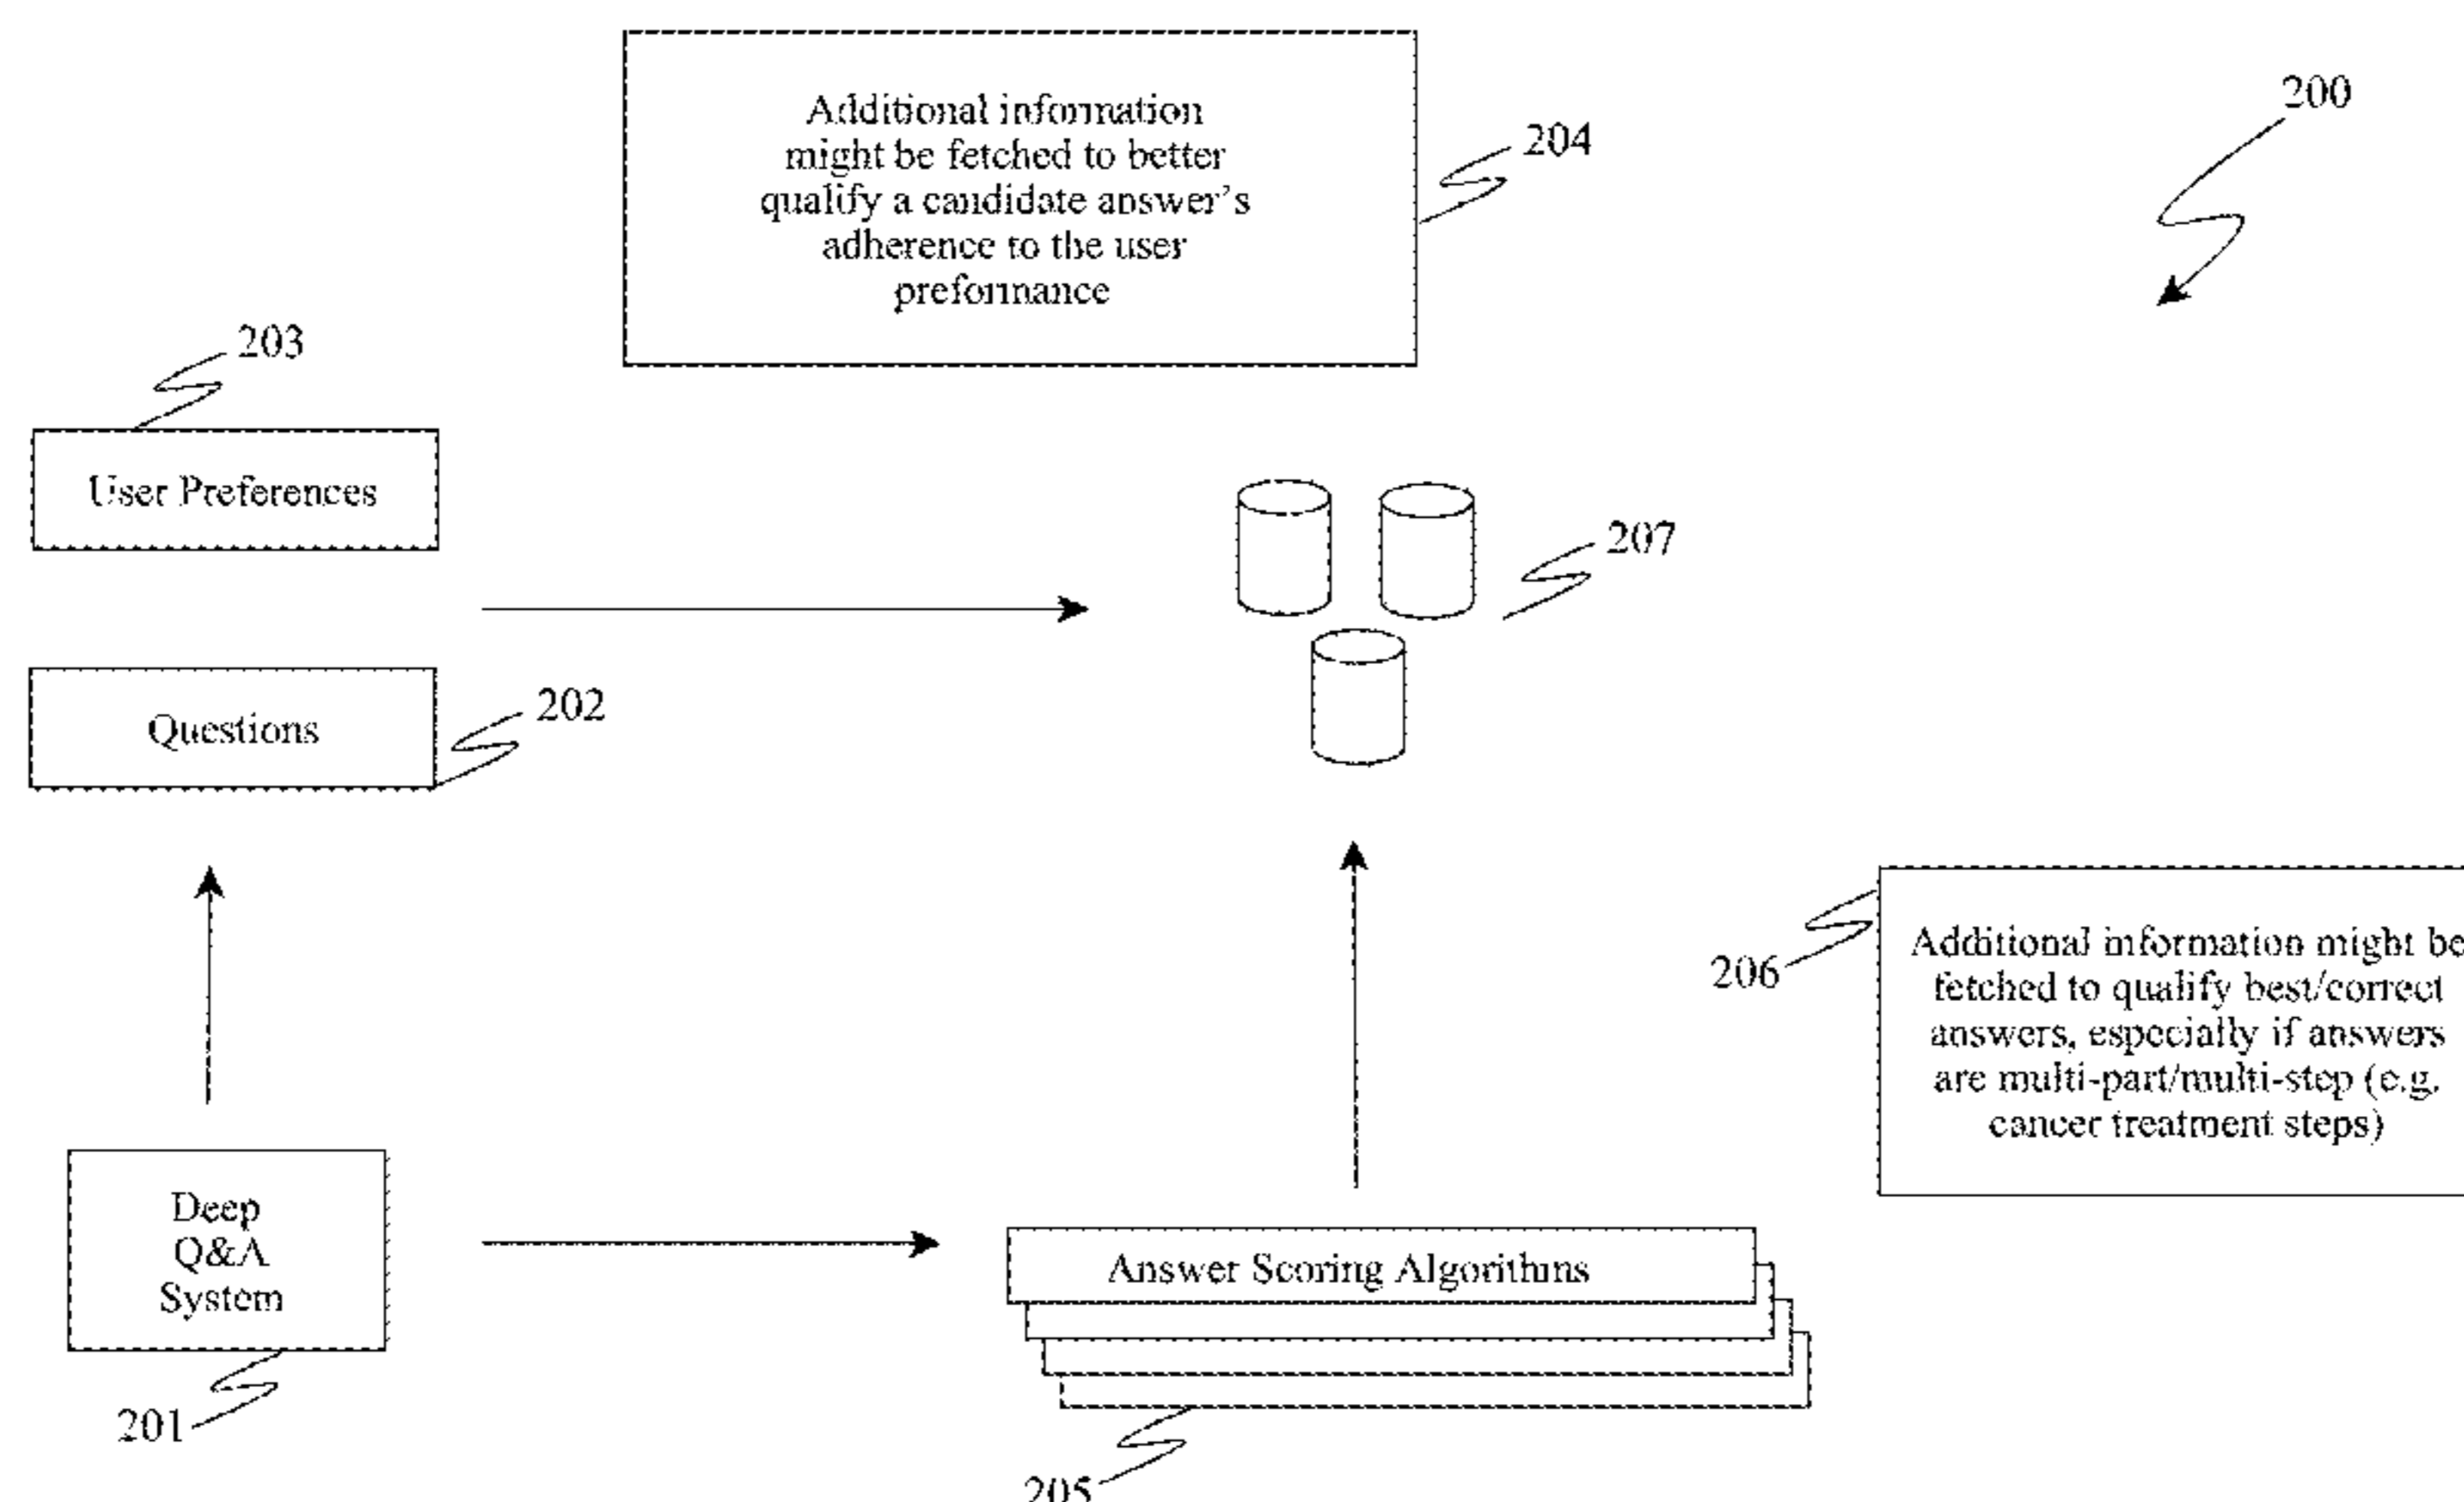 Additional information
might be fetched to better
qualify a candidate answer's
adherence to the user
preformance
200
204
203
User Preferences
207
202
Questions
206
Additional information might be
fetched to qualify best/correct
answers, especially if answers
are multi-part/multi-step (e.g.
cancer treatment steps)
Deep
Q&A
System
Answer Scoring Algorithms
201
205